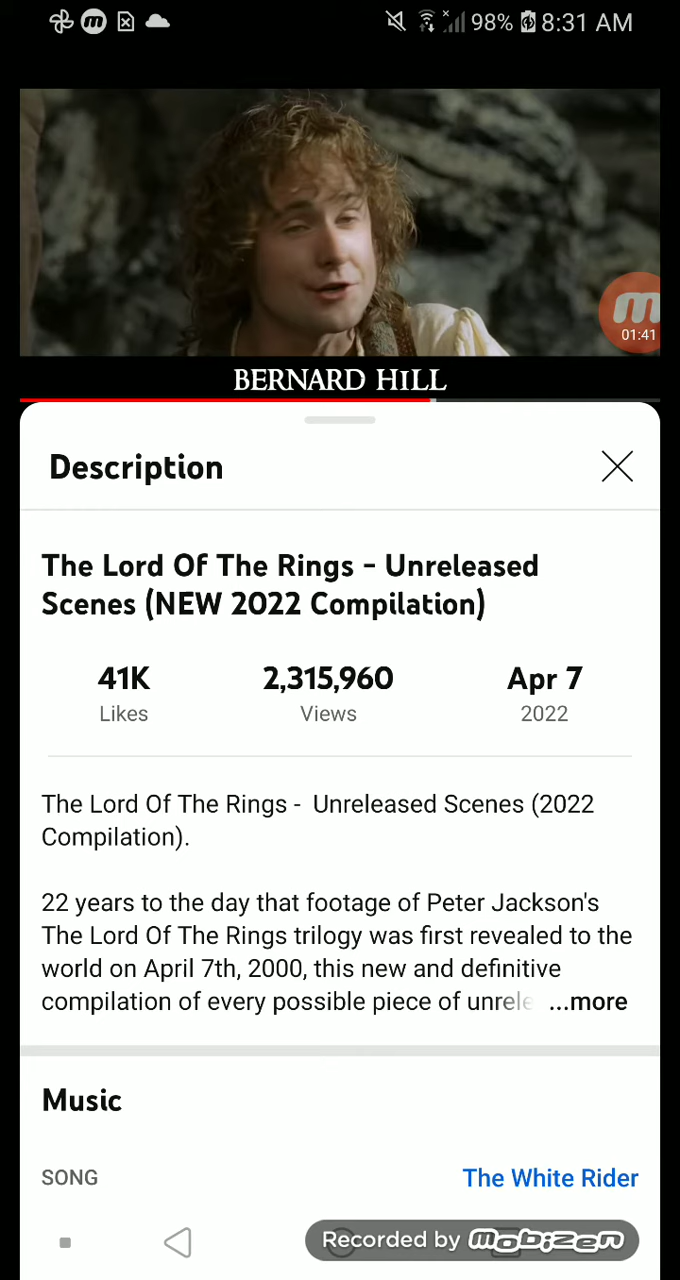 98% 8:31 AM
01:41
BERNARD HILL
Description
The Lord Of The Rings - Unreleased
Scenes (NEW 2022 Compilation)
41K 2,315,960 Apr 7
Likes Views 2022
The Lord Of The Rings -  Unreleased Scenes (2022
Compilation).
22 years to the day that footage of Peter Jackson's
The Lord Of The Rings trilogy was first revealed to the
world on April 7th, 2000, this new and definitive
compilation of every possible piece of unrele ...more
Music
SONG The White Rider
Recorded by mobizen